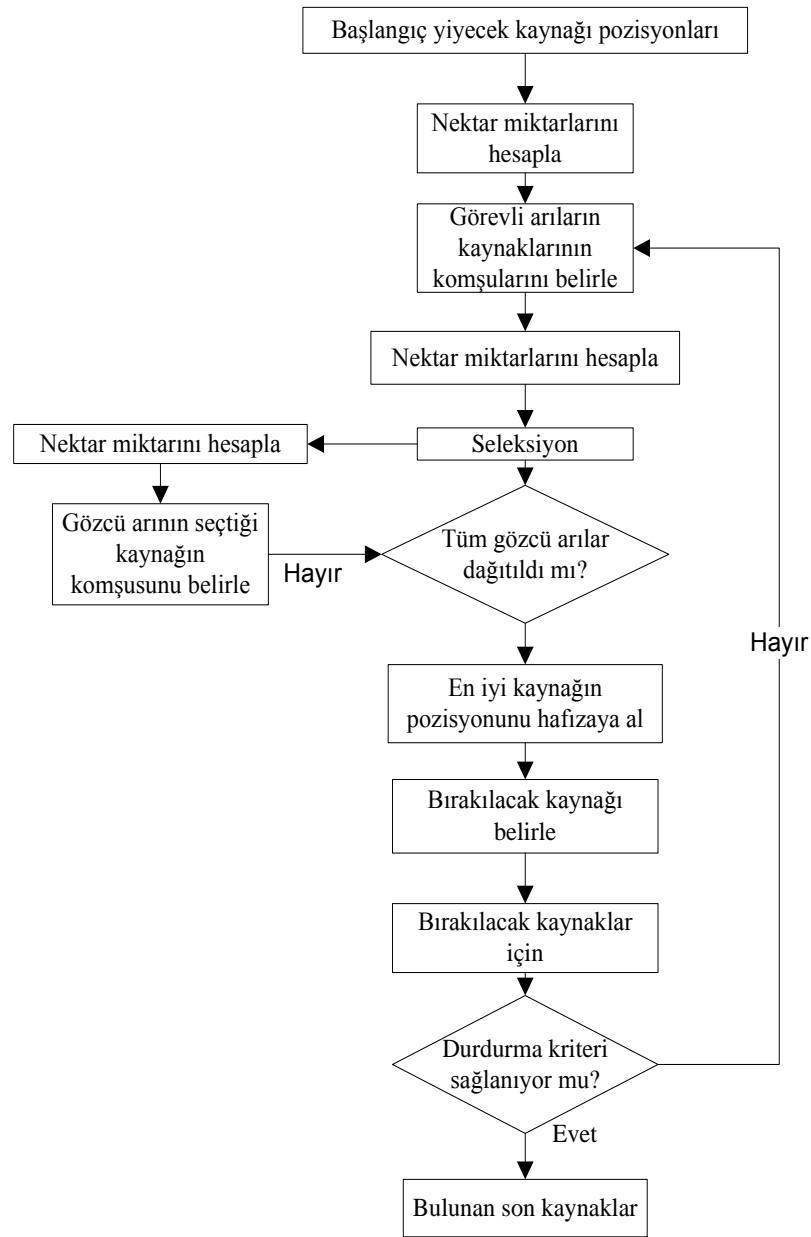 Başlangıç yiyecek kaynağı pozisyonları
Nektar miktarlarını
hesapla
Görevli arıların
kaynaklarının
komşularını belirle
Nektar miktarlarını hesapla
Nektar miktarını hesapla
Seleksiyon
Gözcü arının seçtiği
kaynağın
komşusunu belirle
Hayır
Tüm gözcü arılar
dağıtıldı mı?
Hayır
En iyi kaynağın
pozisyonunu hafızaya al
Bırakılacak kaynağı
belirle
Bırakılacak kaynaklar
için
Durdurma kriteri
sağlanıyor mu?
Evet
Bulunan son kaynaklar